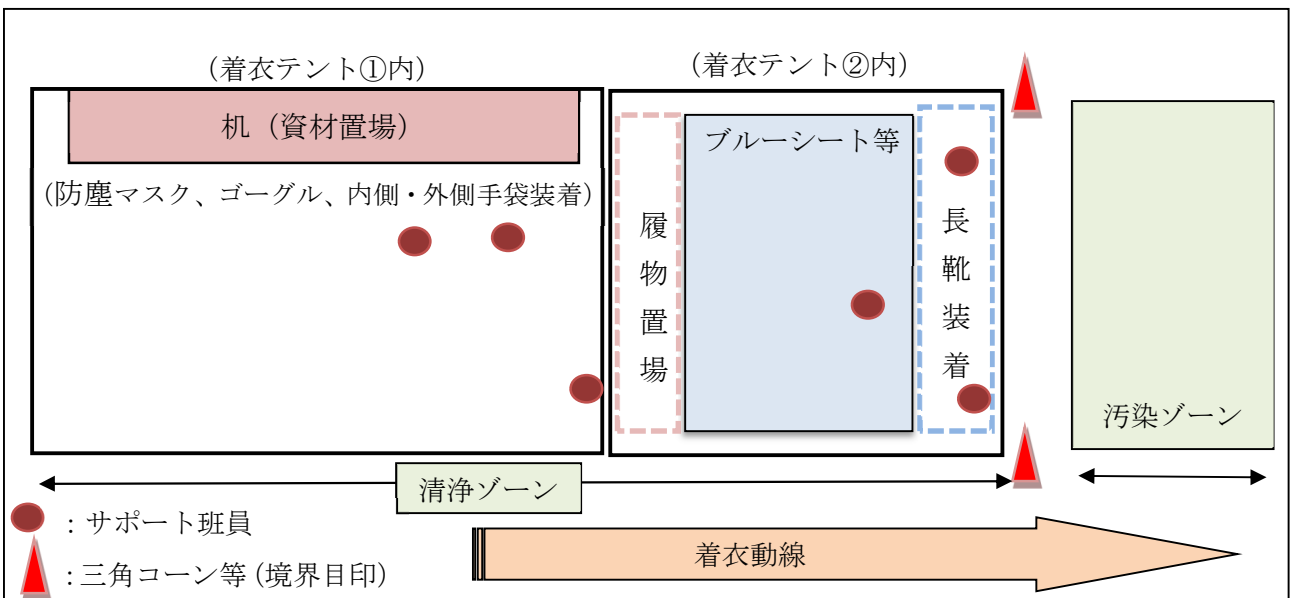 (着衣テント①内)
(着衣テント②内)
机（資材置場）
(防塵マスク、ゴーグル、内側・外側手袋装着)
履物置場
ブルーシート等
長靴装着
汚染ゾーン
清浄ゾーン
：サポート班員
着衣動線
：三角コーン等(境界目印)